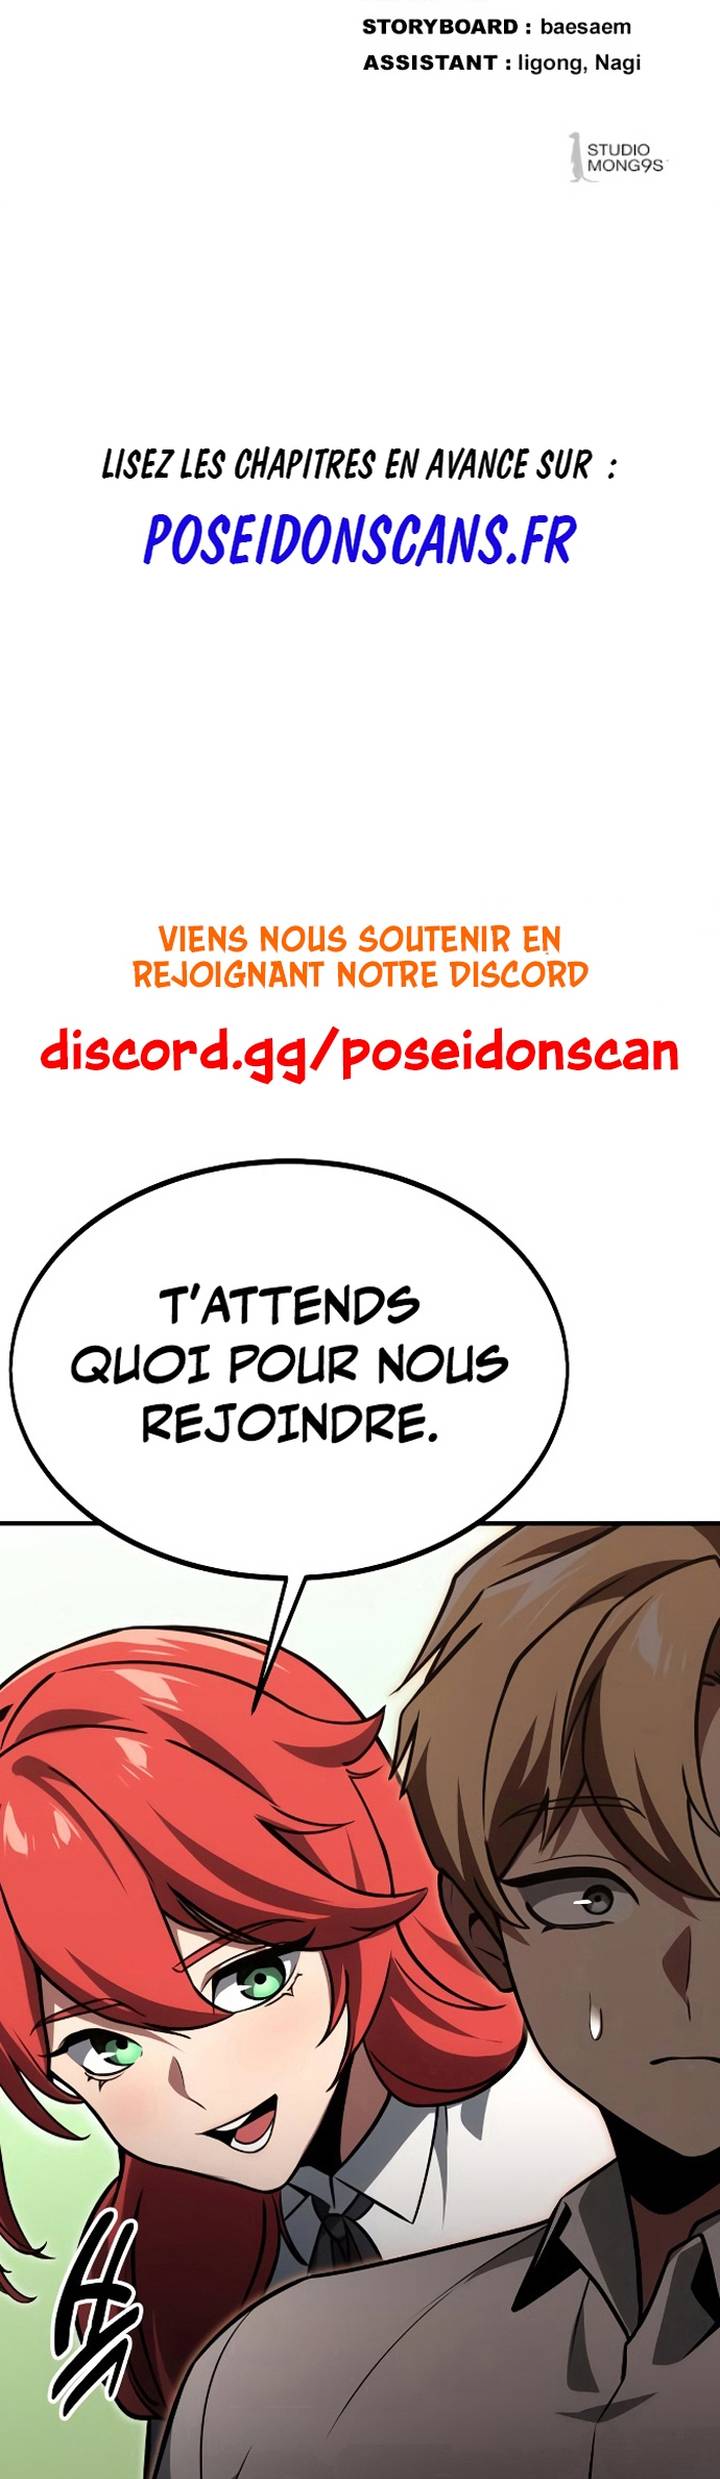 STORYBOARD : baesaem
ASSISTANT : ligong, Nagi
STUDIO
MONG9S
LISEZ LES CHAPITRES EN AVANCE SUR :
POSEIDONSCANS.FR
VIENS NOUS SOUTENIR EN
REJOIGNANT NOTRE DISCORD
discord.gg/poseidonscan
T'ATTENDS
QUOI POUR NOUS
REJOINDRE.